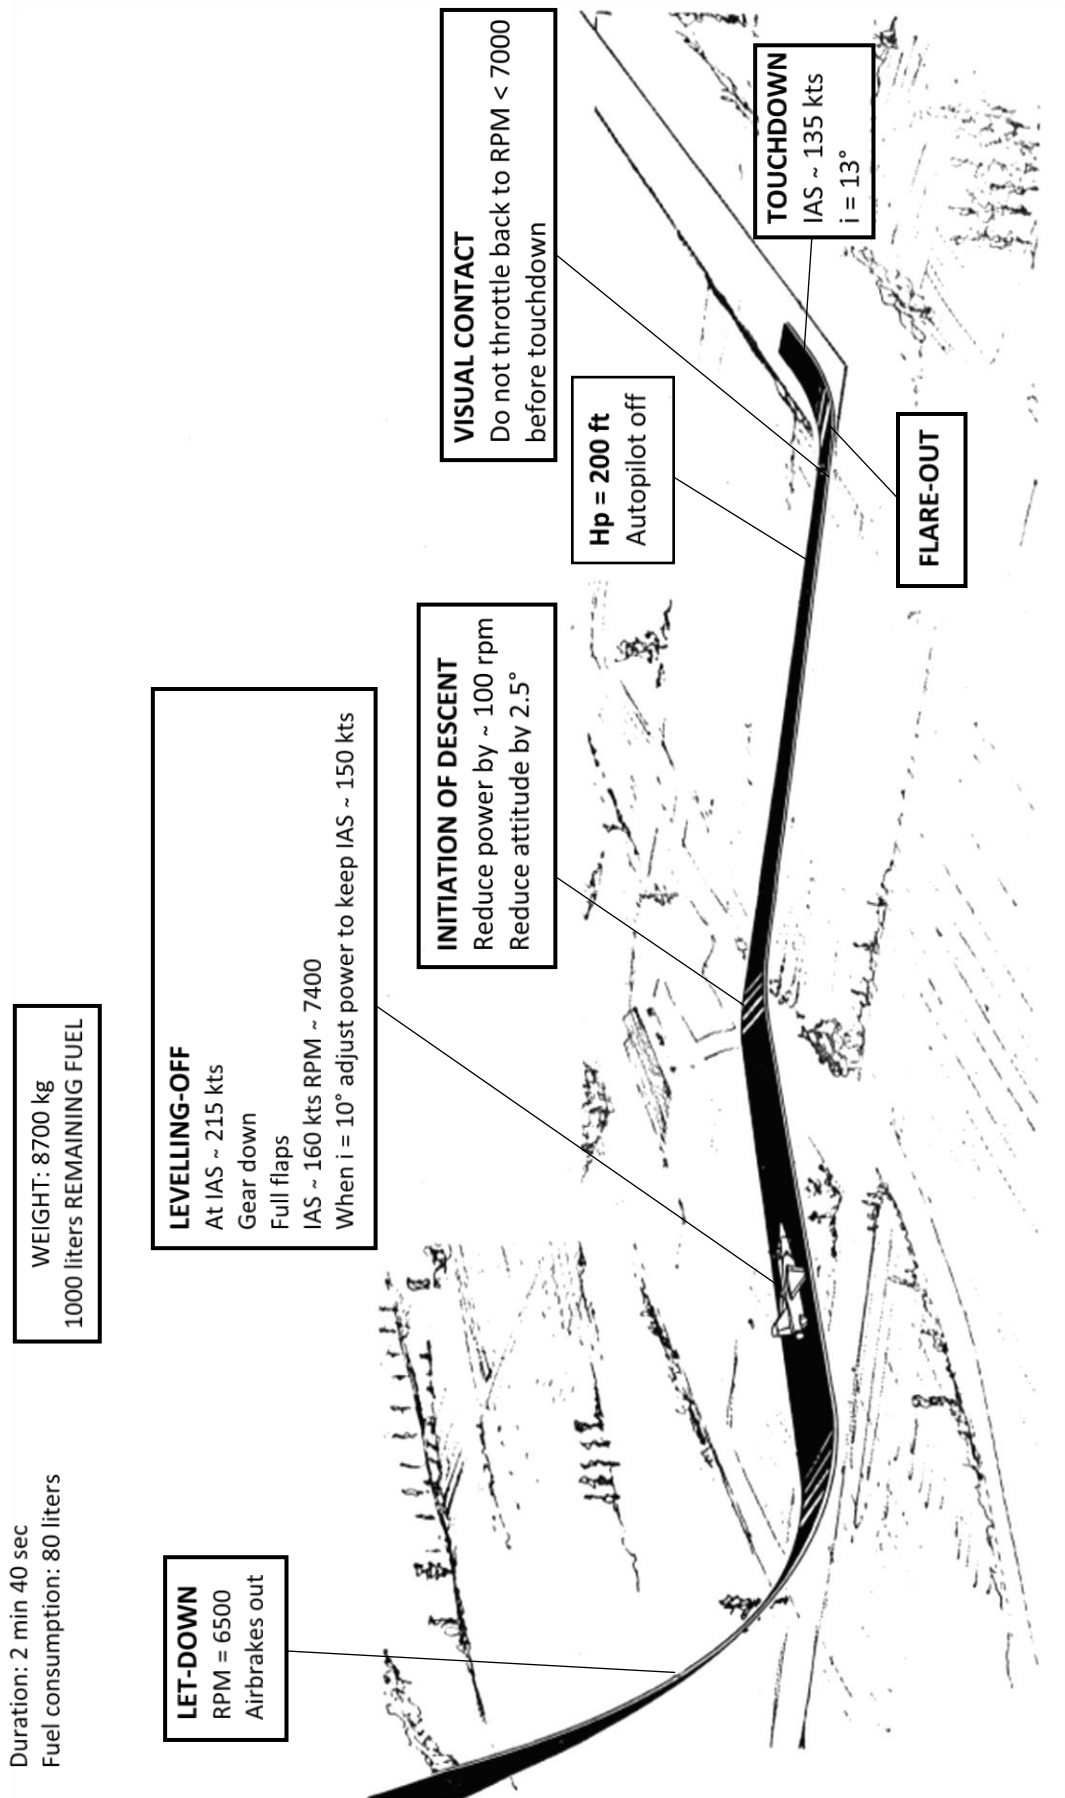 Duration: 2 min 40 sec
Fuel consumption: 80 liters
WEIGHT: 8700 kg
1000 liters REMAINING FUEL
LET-DOWN
RPM = 6500
Airbrakes out
LEVELLING-OFF
At IAS ~ 215 kts
Gear down
Full flaps
IAS ~ 160 kts RPM ~ 7400
When i = 10° adjust power to keep IAS ~ 150 kts
INITIATION OF DESCENT
Reduce power by ~ 100 rpm
Reduce attitude by 2.5°
Hp = 200 ft
Autopilot off
VISUAL CONTACT
Do not throttle back to RPM < 7000
before touchdown
FLARE-OUT
TOUCHDOWN
IAS ~ 135 kts
i = 13°